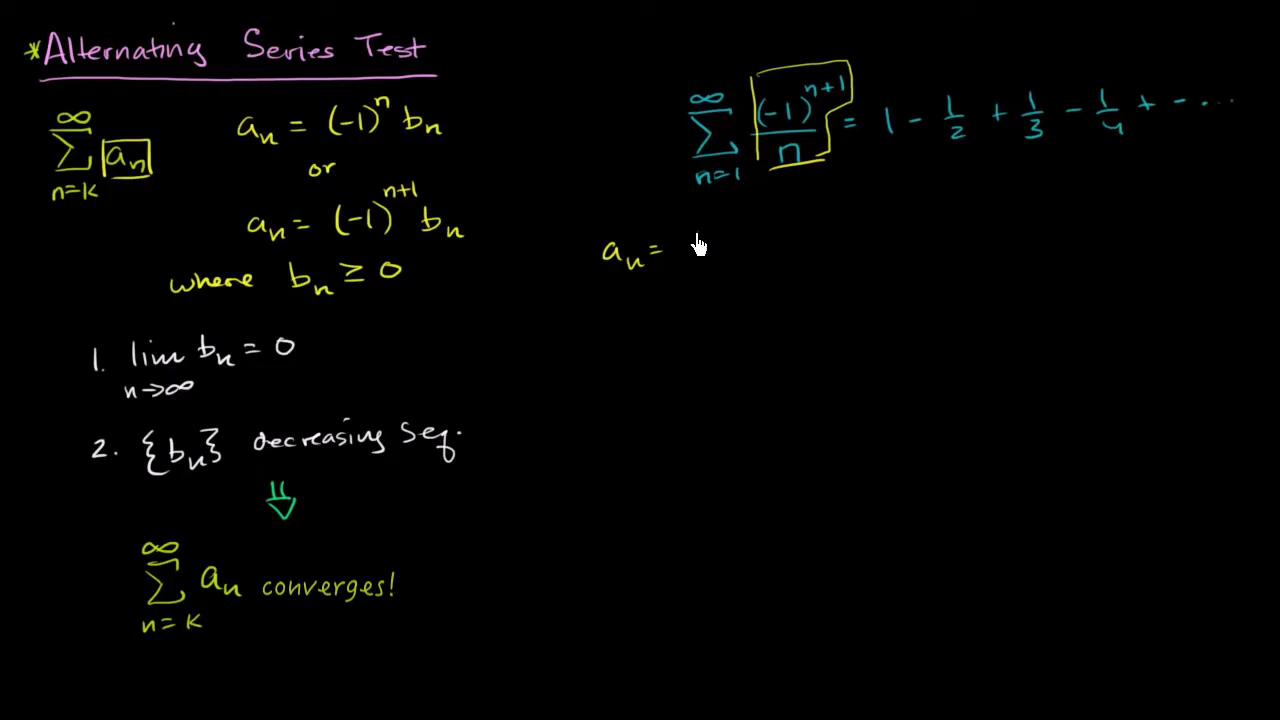 *Alternating Series Test
∞
∑ aₙ
n=k
aₙ = (-1)ⁿ bₙ
or
aₙ = (-1)ⁿ⁺¹ bₙ
where bₙ ≥ 0
1. lim bₙ = 0
n→∞
2. {bₙ} decreasing seq.
⇓
∞
∑ aₙ converges!
n=k
∞
∑ (-1)ⁿ⁺¹/n = 1 - 1/2 + 1/3 - 1/4 + - ...
n=1
aₙ =